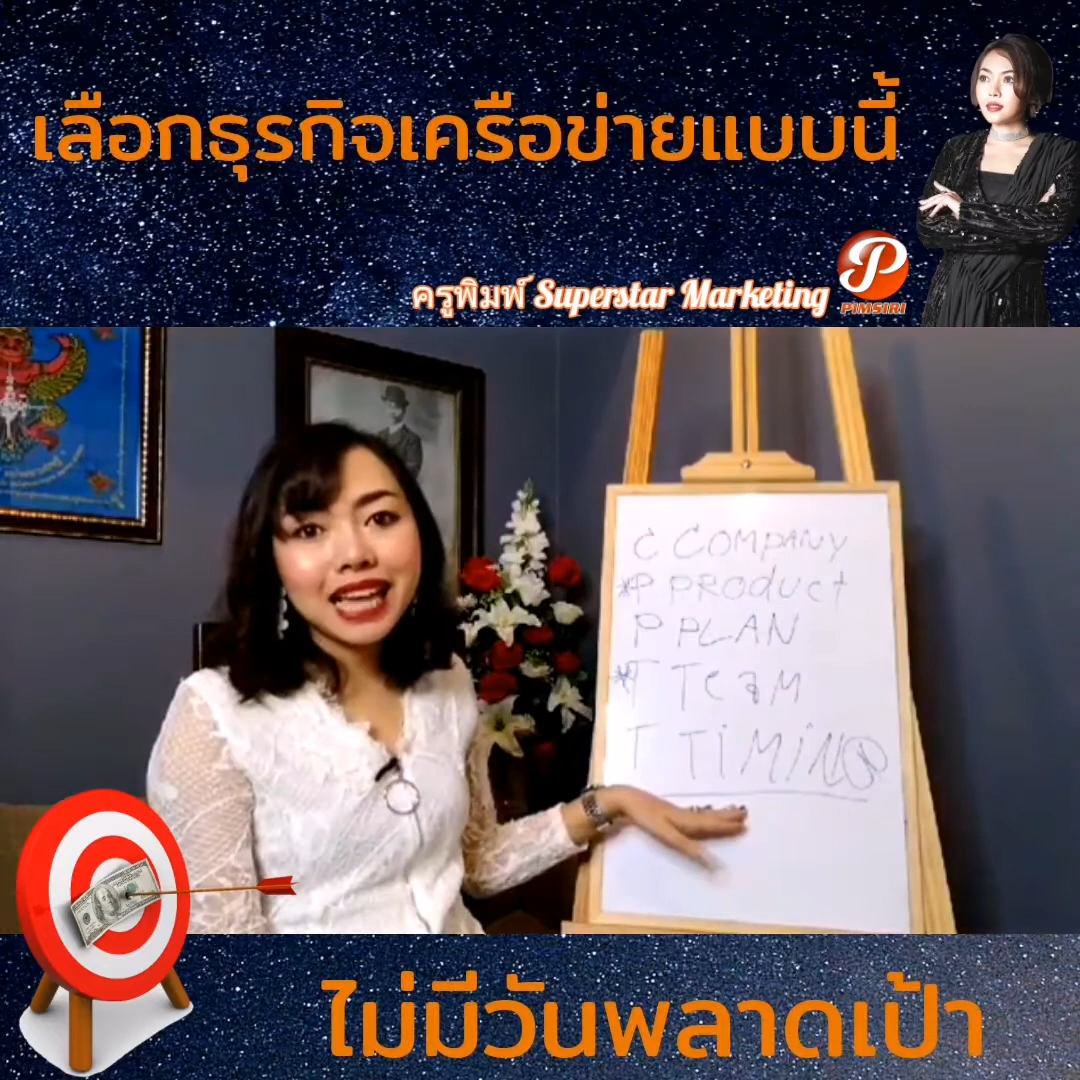 เลือกธุรกิจเครือข่ายแบบนี้
ครูพิมพ์ Superstar Marketing
P
PIMSIRI
C COMPANY
*P PRODUCT
P PLAN
*T TEAM
T TIMING
ไม่มีวันพลาดเป้า